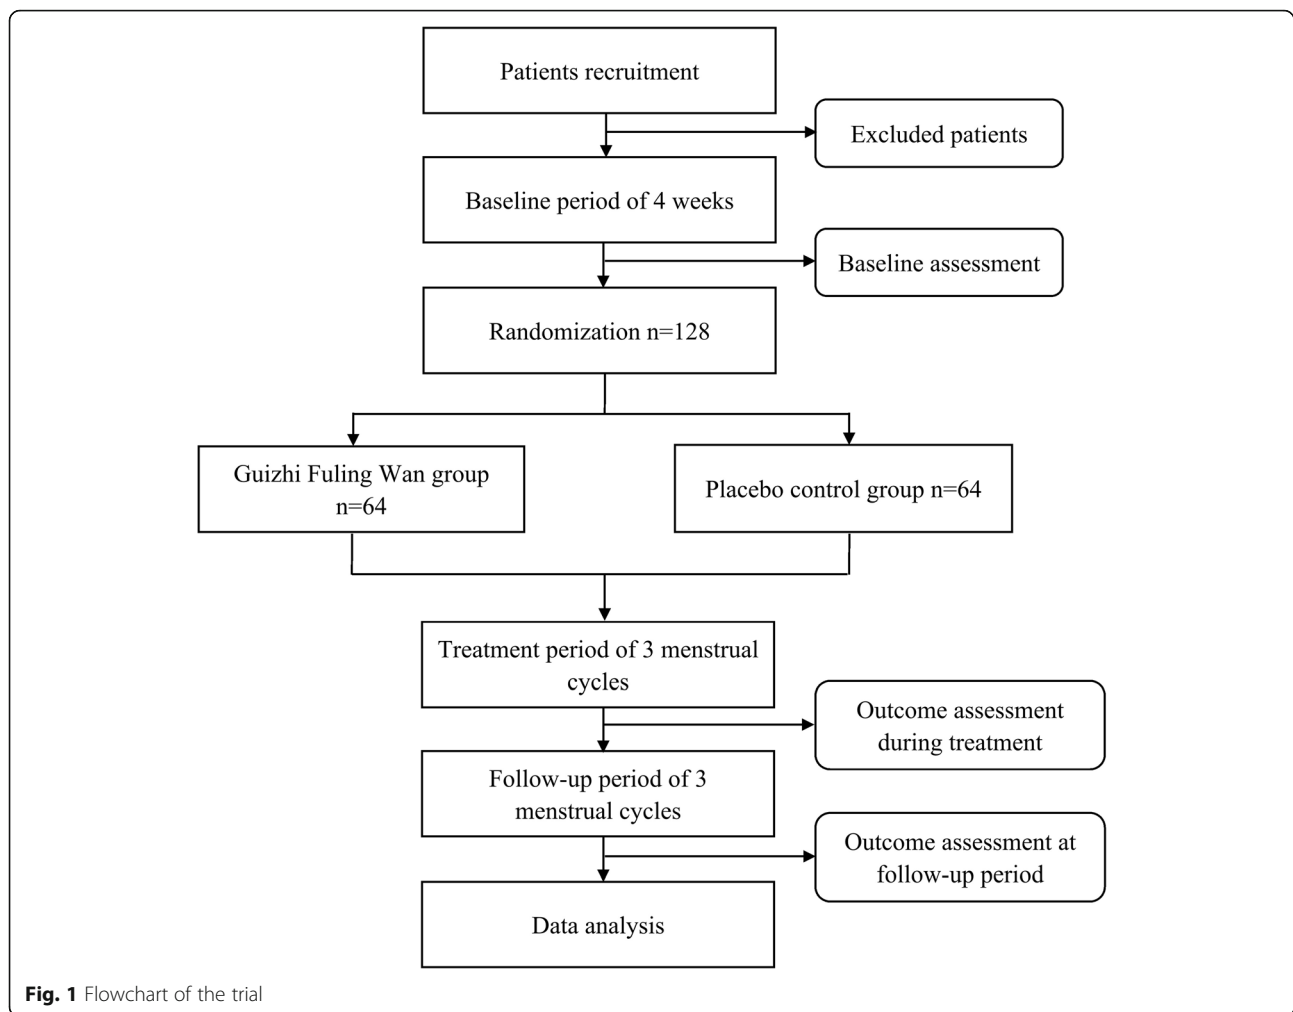 Patients recruitment
Excluded patients
Baseline period of 4 weeks
Baseline assessment
Randomization n=128
Guizhi Fuling Wan group
n=64
Placebo control group n=64
Treatment period of 3 menstrual
cycles
Outcome assessment
during treatment
Follow-up period of 3
menstrual cycles
Outcome assessment at
follow-up period
Data analysis
Fig. 1 Flowchart of the trial